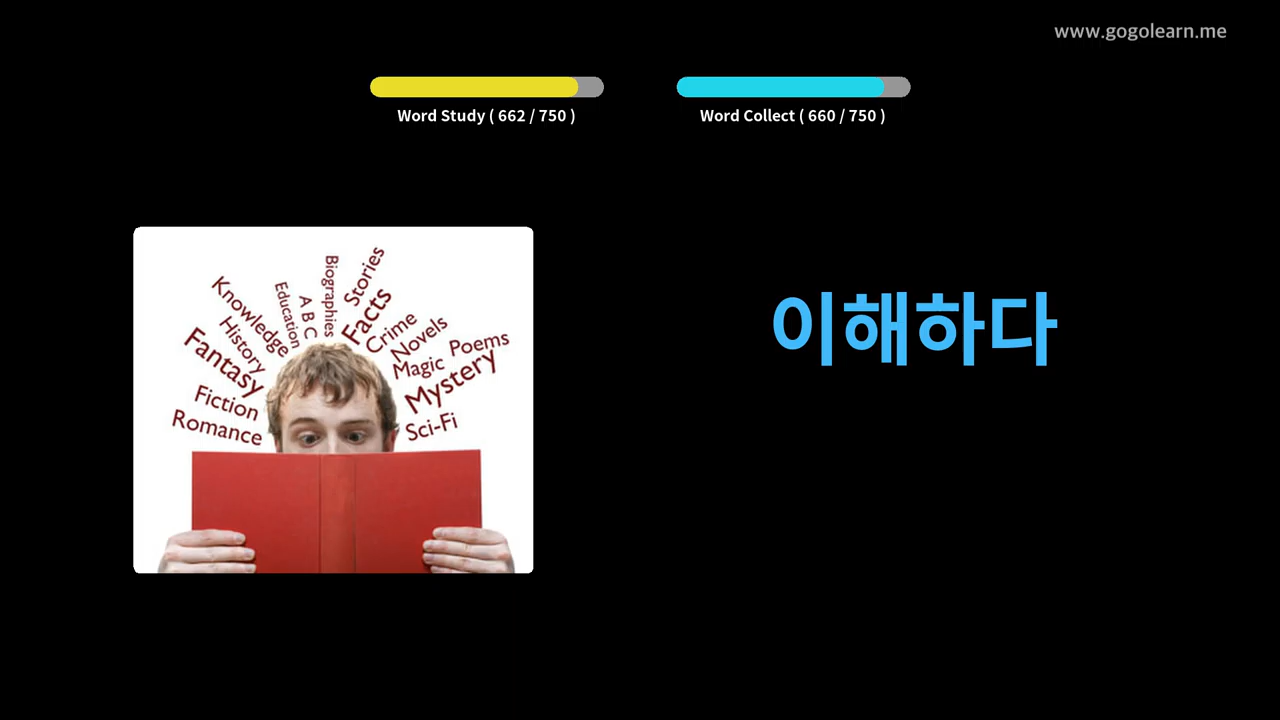 www.gogolearn.me
Word Study ( 662 / 750 )
Word Collect ( 660 / 750 )
Knowledge
History
Fantasy
Fiction
Romance
Education
A B C
Biographies
Stories
Facts
Crime
Novels
Magic
Poems
Mystery
Sci-Fi
이해하다